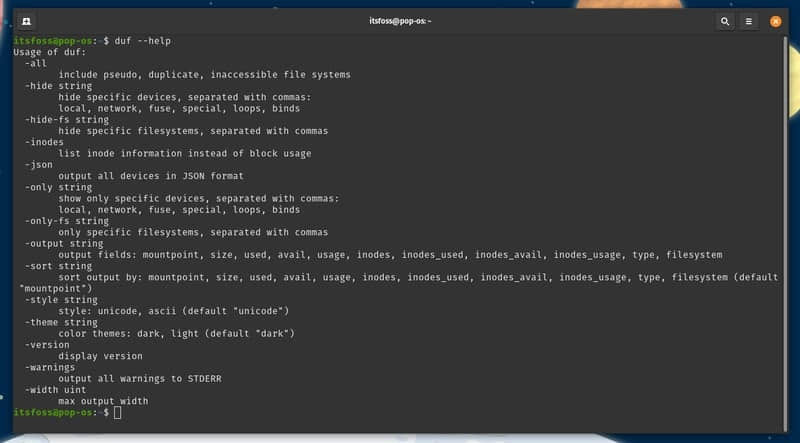 itsfoss@pop-os: ~
itsfoss@pop-os:~$ duf --help
Usage of duf:
  -all
        include pseudo, duplicate, inaccessible file systems
  -hide string
        hide specific devices, separated with commas:
        local, network, fuse, special, loops, binds
  -hide-fs string
        hide specific filesystems, separated with commas
  -inodes
        list inode information instead of block usage
  -json
        output all devices in JSON format
  -only string
        show only specific devices, separated with commas:
        local, network, fuse, special, loops, binds
  -only-fs string
        only specific filesystems, separated with commas
  -output string
        output fields: mountpoint, size, used, avail, usage, inodes, inodes_used, inodes_avail, inodes_usage, type, filesystem
  -sort string
        sort output by: mountpoint, size, used, avail, usage, inodes, inodes_used, inodes_avail, inodes_usage, type, filesystem (default
 "mountpoint")
  -style string
        style: unicode, ascii (default "unicode")
  -theme string
        color themes: dark, light (default "dark")
  -version
        display version
  -warnings
        output all warnings to STDERR
  -width uint
        max output width
itsfoss@pop-os:~$